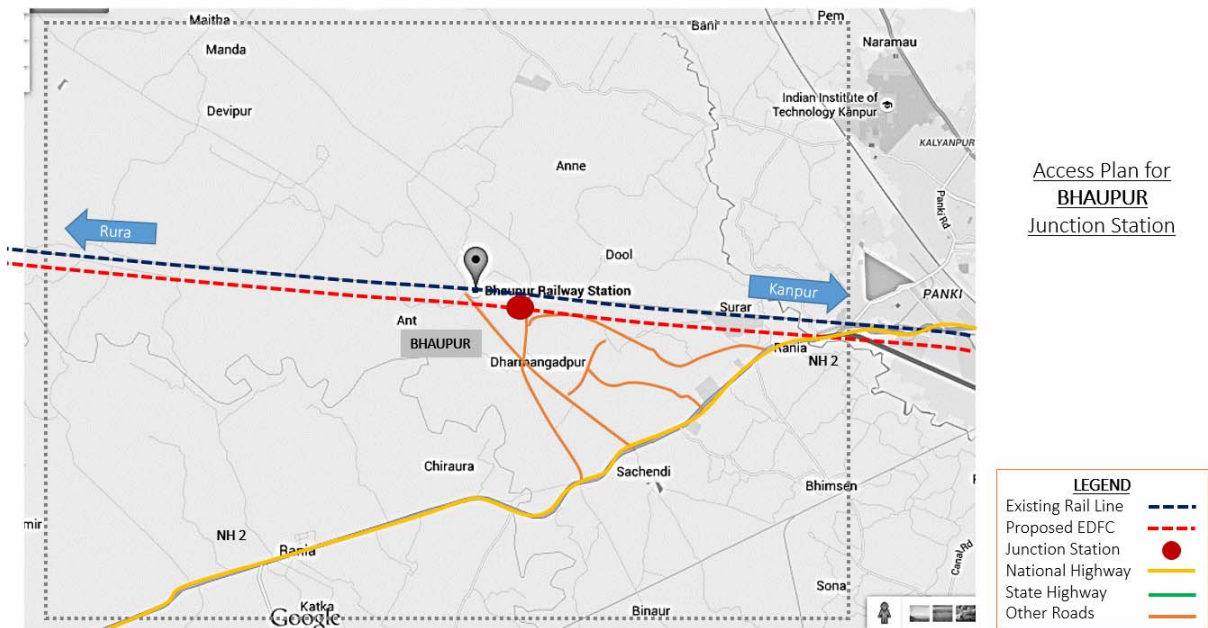 Maitha
Manda
Devipur
Bani
Pem
Naramau
Indian Institute of
Technology Kanpur
KALYANPUR
Panki Rd
Anne
Dool
Rura
Kanpur
PANKI
Bhaupur Railway Station
Surar
Ant
BHAUPUR
Dharmangadpur
Rania
NH 2
Chiraura
Sachendi
Bhimsen
mir
NH 2
Rania
Canal Rd
Sona
Katka
Google
Binaur
Access Plan for
BHAUPUR
Junction Station
LEGEND
Existing Rail Line
Proposed EDFC
Junction Station
National Highway
State Highway
Other Roads